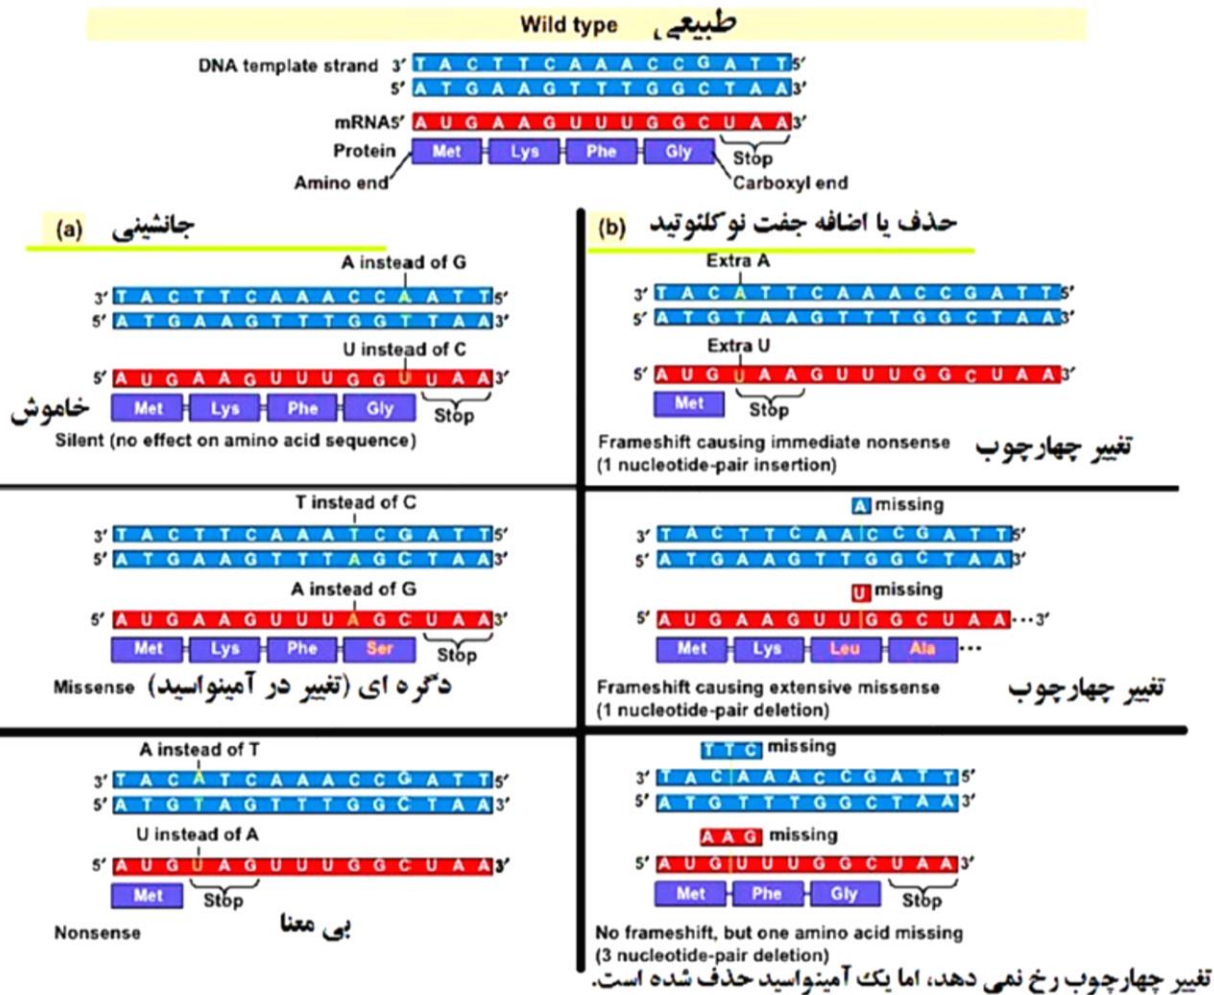 Wild type طبیعی
DNA template strand 3′ T A C T T C A A A C C G A T T 5′
5′ A T G A A G T T T G G C T A A 3′
mRNA 5′ A U G A A G U U U G G C U A A 3′
Protein Met Lys Phe Gly Stop
Amino end Carboxyl end
(a) جانشینی
A instead of G
3′ T A C T T C A A A C C A A T T 5′
5′ A T G A A G T T T G G T T A A 3′
U instead of C
5′ A U G A A G U U U G G U U A A 3′
Met Lys Phe Gly Stop
خاموش
Silent (no effect on amino acid sequence)
T instead of C
3′ T A C T T C A A A T C G A T T 5′
5′ A T G A A G T T T A G C T A A 3′
A instead of G
5′ A U G A A G U U U A G C U A A 3′
Met Lys Phe Ser Stop
Missense دگره ای (تغییر در آمینواسید)
A instead of T
3′ T A C A T C A A A C C G A T T 5′
5′ A T G T A G T T T G G C T A A 3′
U instead of A
5′ A U G U A G U U U G G C U A A 3′
Met Stop
Nonsense بی معنا
(b) حذف یا اضافه جفت نوکلئوتید
Extra A
3′ T A C A T T C A A A C C G A T T 5′
5′ A T G T A A G T T T G G C T A A 3′
Extra U
5′ A U G U A A G U U U G G C U A A 3′
Met Stop
Frameshift causing immediate nonsense تغییر چهارچوب
(1 nucleotide-pair insertion)
A missing
3′ T A C T T C A A C C G A T T 5′
5′ A T G A A G T T G G C T A A 3′
U missing
5′ A U G A A G U U G G C U A A ... 3′
Met Lys Leu Ala ...
Frameshift causing extensive missense تغییر چهارچوب
(1 nucleotide-pair deletion)
T T C missing
3′ T A C A A A C C G A T T 5′
5′ A T G T T T G G C T A A 3′
A A G missing
5′ A U G U U U G G C U A A 3′
Met Phe Gly Stop
No frameshift, but one amino acid missing
(3 nucleotide-pair deletion)
تغییر چهارچوب رخ نمی دهد، اما یک آمینواسید حذف شده است.